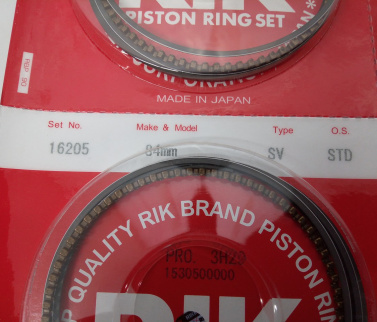 RIK
PISTON RING SET
MADE IN JAPAN
Set No. Make & Model Type O.S.
16205 84mm SV STD
QUALITY RIK BRAND PISTON
PRO. 3H20
1530500000
RIK